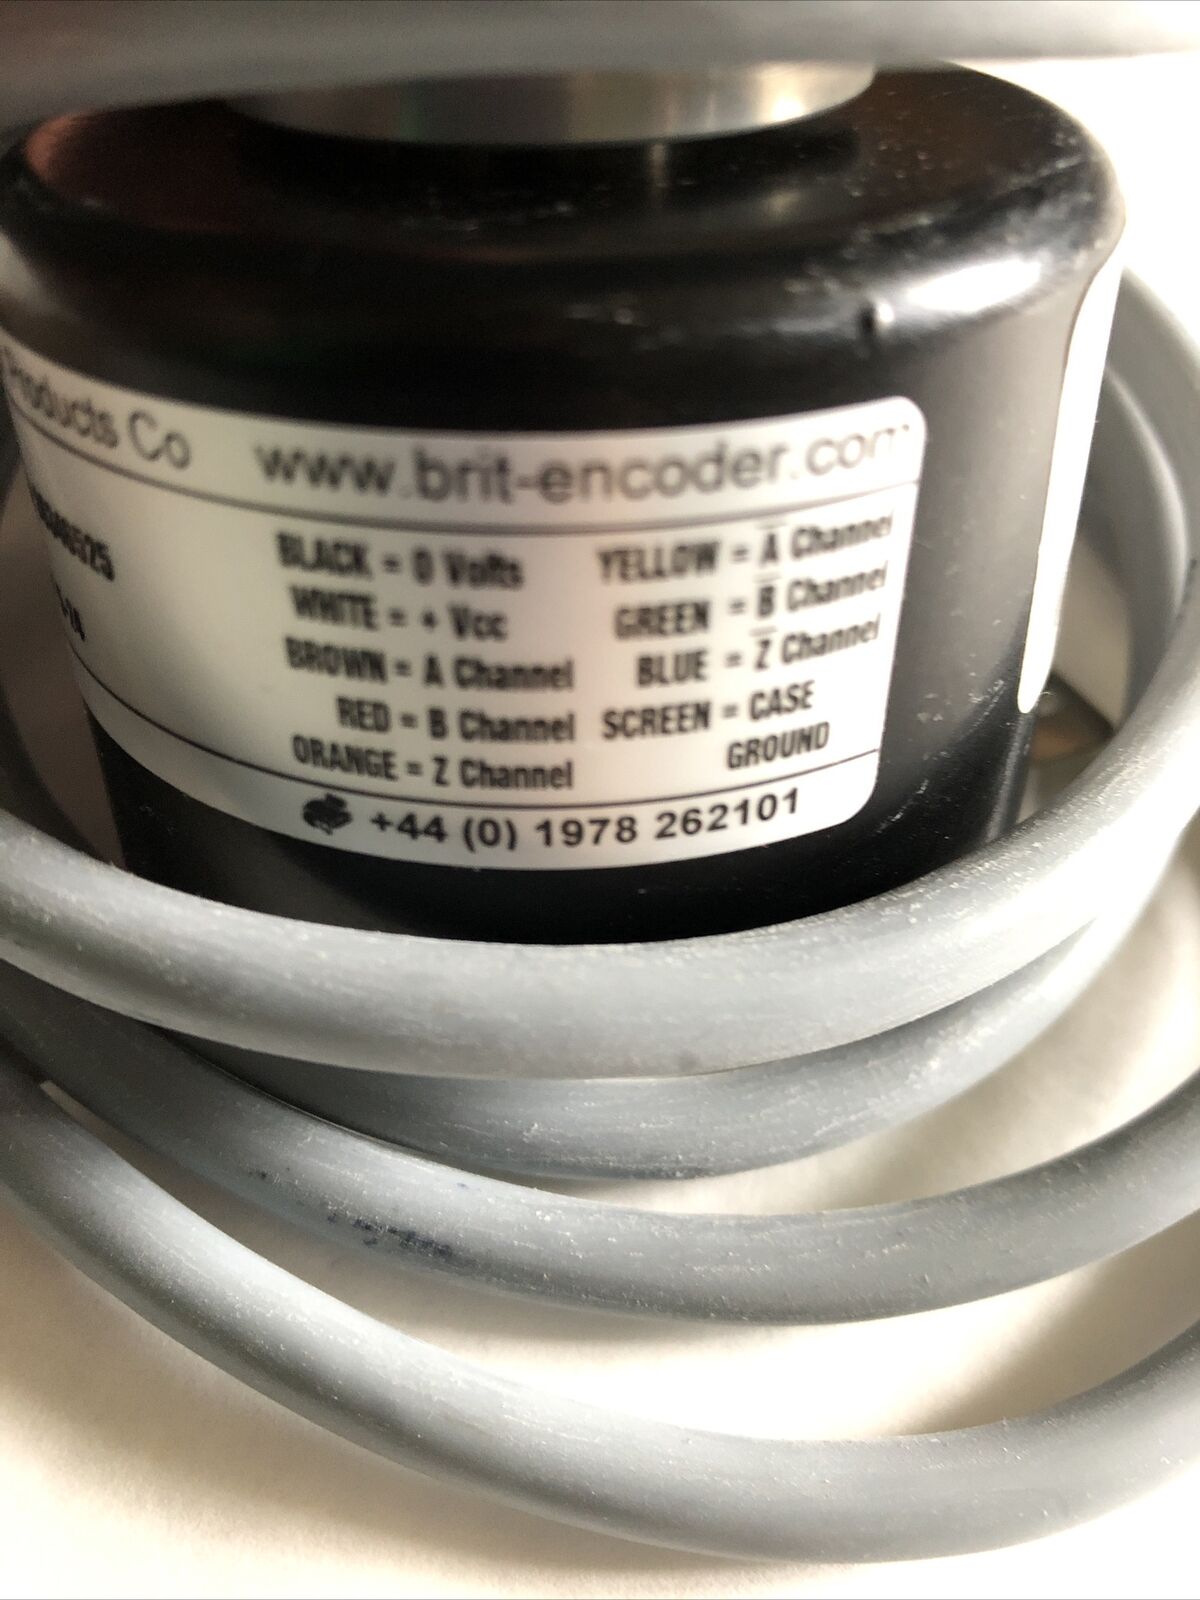 Products Co www.brit-encoder.com
BLACK = 0 Volts
WHITE = + Vcc
BROWN = A Channel
RED = B Channel
ORANGE = Z Channel
YELLOW = A̅ Channel
GREEN = B̅ Channel
BLUE = Z̅ Channel
SCREEN = CASE
GROUND
+44 (0) 1978 262101